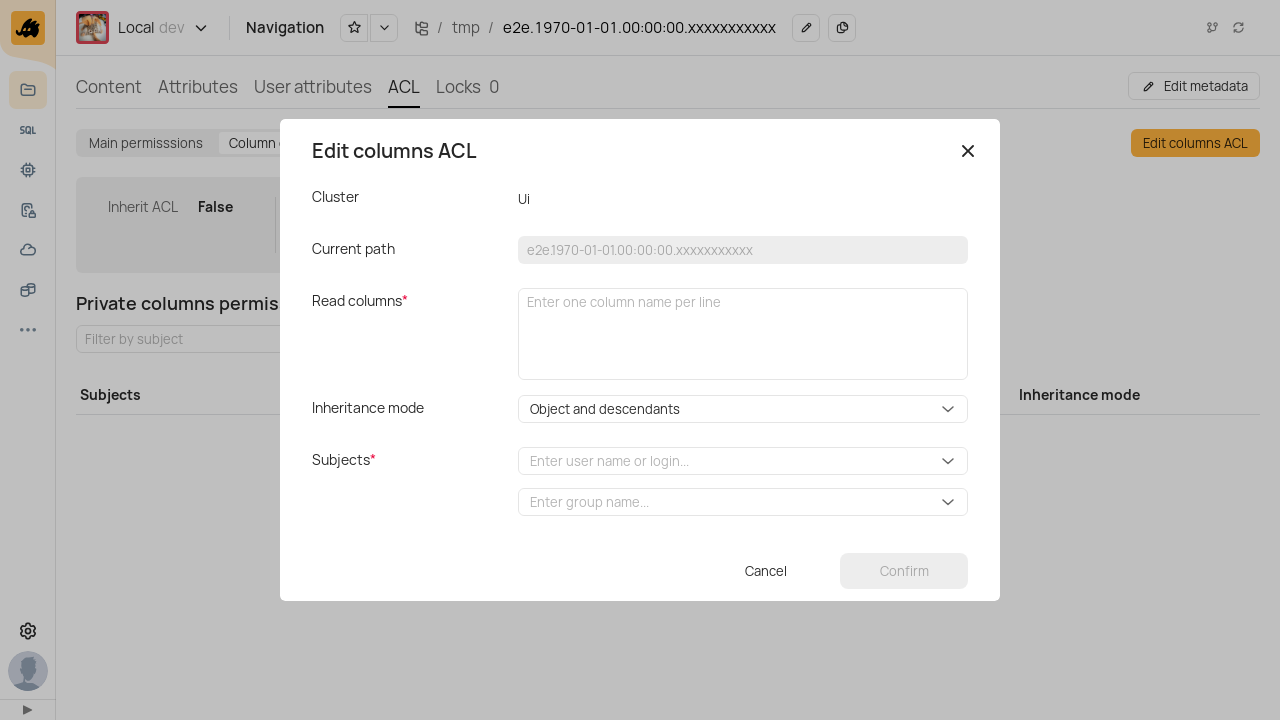 Local dev
Navigation
/ tmp / e2e.1970-01-01.00:00:00.xxxxxxxxxxx
Content Attributes User attributes ACL Locks 0
Edit metadata
SQL
Main permisssions
Column
Edit columns ACL
Inherit ACL False
Private columns permis
Filter by subject
Subjects
Inheritance mode
Edit columns ACL
Cluster
Ui
Current path
e2e.1970-01-01.00:00:00.xxxxxxxxxxx
Read columns*
Enter one column name per line
Inheritance mode
Object and descendants
Subjects*
Enter user name or login...
Enter group name...
Cancel
Confirm